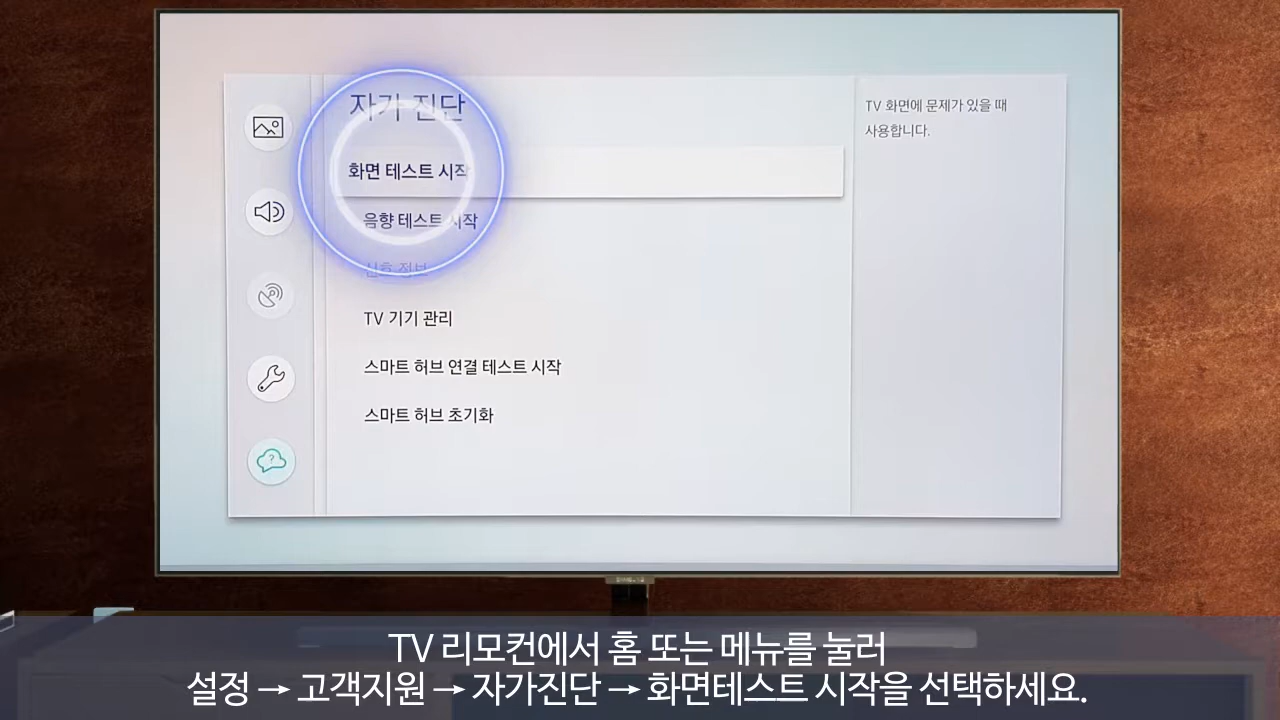 자가 진단
화면 테스트 시작
음향 테스트 시작
신호 정보
TV 기기 관리
스마트 허브 연결 테스트 시작
스마트 허브 초기화
TV 화면에 문제가 있을 때
사용합니다.
SAMSUNG
TV 리모컨에서 홈 또는 메뉴를 눌러
설정 → 고객지원 → 자가진단 → 화면테스트 시작을 선택하세요.